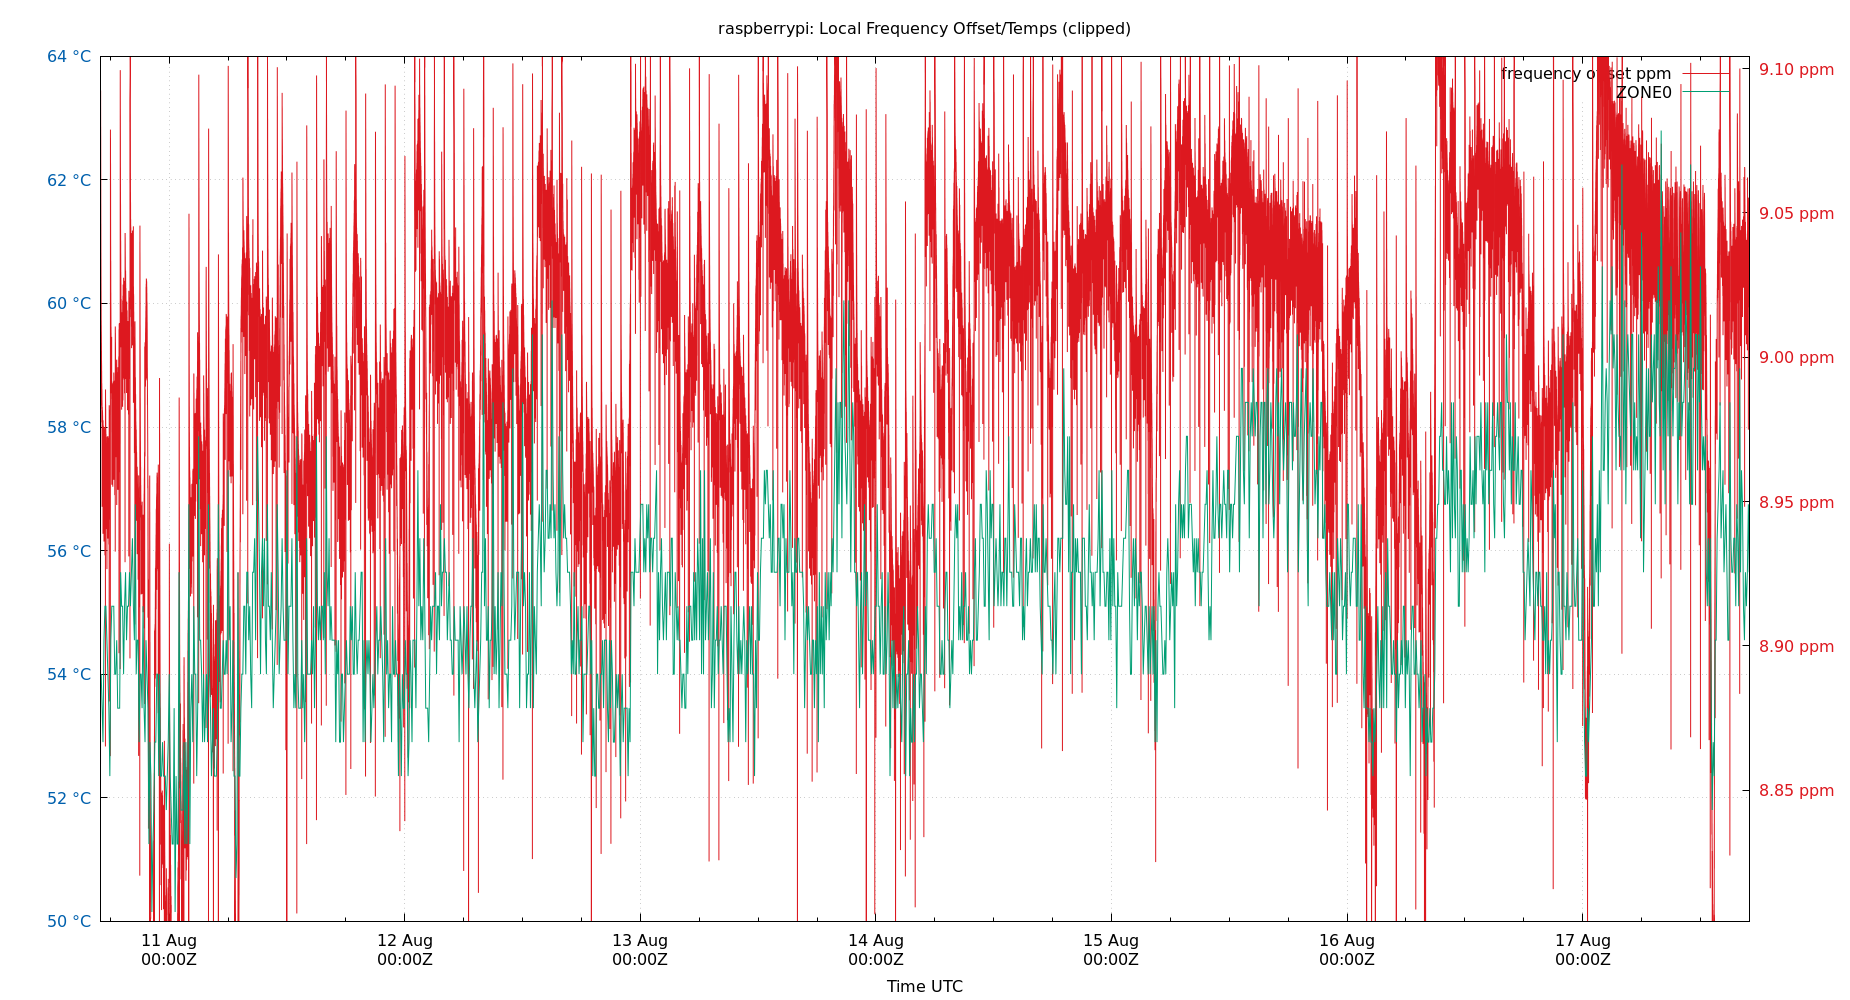 raspberrypi: Local Frequency Offset/Temps (clipped)
64 °C
62 °C
60 °C
58 °C
56 °C
54 °C
52 °C
50 °C
frequency offset ppm
ZONE0
9.10 ppm
9.05 ppm
9.00 ppm
8.95 ppm
8.90 ppm
8.85 ppm
11 Aug
00:00Z
12 Aug
00:00Z
13 Aug
00:00Z
14 Aug
00:00Z
15 Aug
00:00Z
16 Aug
00:00Z
17 Aug
00:00Z
Time UTC